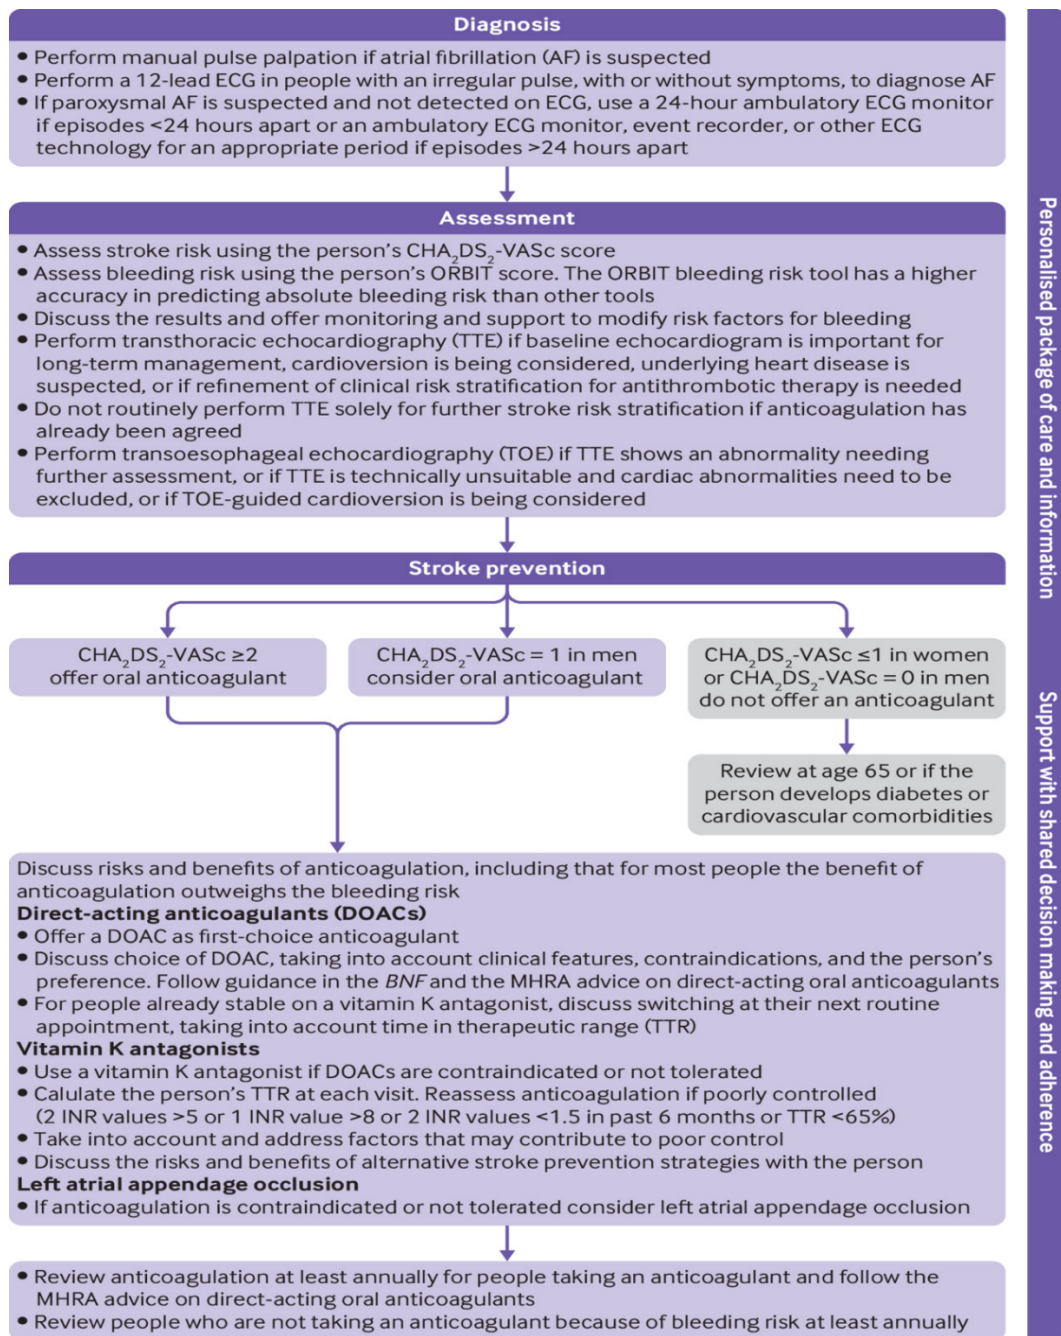 Diagnosis
• Perform manual pulse palpation if atrial fibrillation (AF) is suspected
• Perform a 12-lead ECG in people with an irregular pulse, with or without symptoms, to diagnose AF
• If paroxysmal AF is suspected and not detected on ECG, use a 24-hour ambulatory ECG monitor
if episodes <24 hours apart or an ambulatory ECG monitor, event recorder, or other ECG
technology for an appropriate period if episodes >24 hours apart
Assessment
• Assess stroke risk using the person's CHA₂DS₂-VASc score
• Assess bleeding risk using the person's ORBIT score. The ORBIT bleeding risk tool has a higher
accuracy in predicting absolute bleeding risk than other tools
• Discuss the results and offer monitoring and support to modify risk factors for bleeding
• Perform transthoracic echocardiography (TTE) if baseline echocardiogram is important for
long-term management, cardioversion is being considered, underlying heart disease is
suspected, or if refinement of clinical risk stratification for antithrombotic therapy is needed
• Do not routinely perform TTE solely for further stroke risk stratification if anticoagulation has
already been agreed
• Perform transoesophageal echocardiography (TOE) if TTE shows an abnormality needing
further assessment, or if TTE is technically unsuitable and cardiac abnormalities need to be
excluded, or if TOE-guided cardioversion is being considered
Stroke prevention
CHA₂DS₂-VASc ≥2
offer oral anticoagulant
CHA₂DS₂-VASc = 1 in men
consider oral anticoagulant
CHA₂DS₂-VASc ≤1 in women
or CHA₂DS₂-VASc = 0 in men
do not offer an anticoagulant
Review at age 65 or if the
person develops diabetes or
cardiovascular comorbidities
Discuss risks and benefits of anticoagulation, including that for most people the benefit of
anticoagulation outweighs the bleeding risk
Direct-acting anticoagulants (DOACs)
• Offer a DOAC as first-choice anticoagulant
• Discuss choice of DOAC, taking into account clinical features, contraindications, and the person's
preference. Follow guidance in the BNF and the MHRA advice on direct-acting oral anticoagulants
• For people already stable on a vitamin K antagonist, discuss switching at their next routine
appointment, taking into account time in therapeutic range (TTR)
Vitamin K antagonists
• Use a vitamin K antagonist if DOACs are contraindicated or not tolerated
• Calulate the person's TTR at each visit. Reassess anticoagulation if poorly controlled
(2 INR values >5 or 1 INR value >8 or 2 INR values <1.5 in past 6 months or TTR <65%)
• Take into account and address factors that may contribute to poor control
• Discuss the risks and benefits of alternative stroke prevention strategies with the person
Left atrial appendage occlusion
• If anticoagulation is contraindicated or not tolerated consider left atrial appendage occlusion
• Review anticoagulation at least annually for people taking an anticoagulant and follow the
MHRA advice on direct-acting oral anticoagulants
• Review people who are not taking an anticoagulant because of bleeding risk at least annually
Personalised package of care and information
Support with shared decision making and adherence